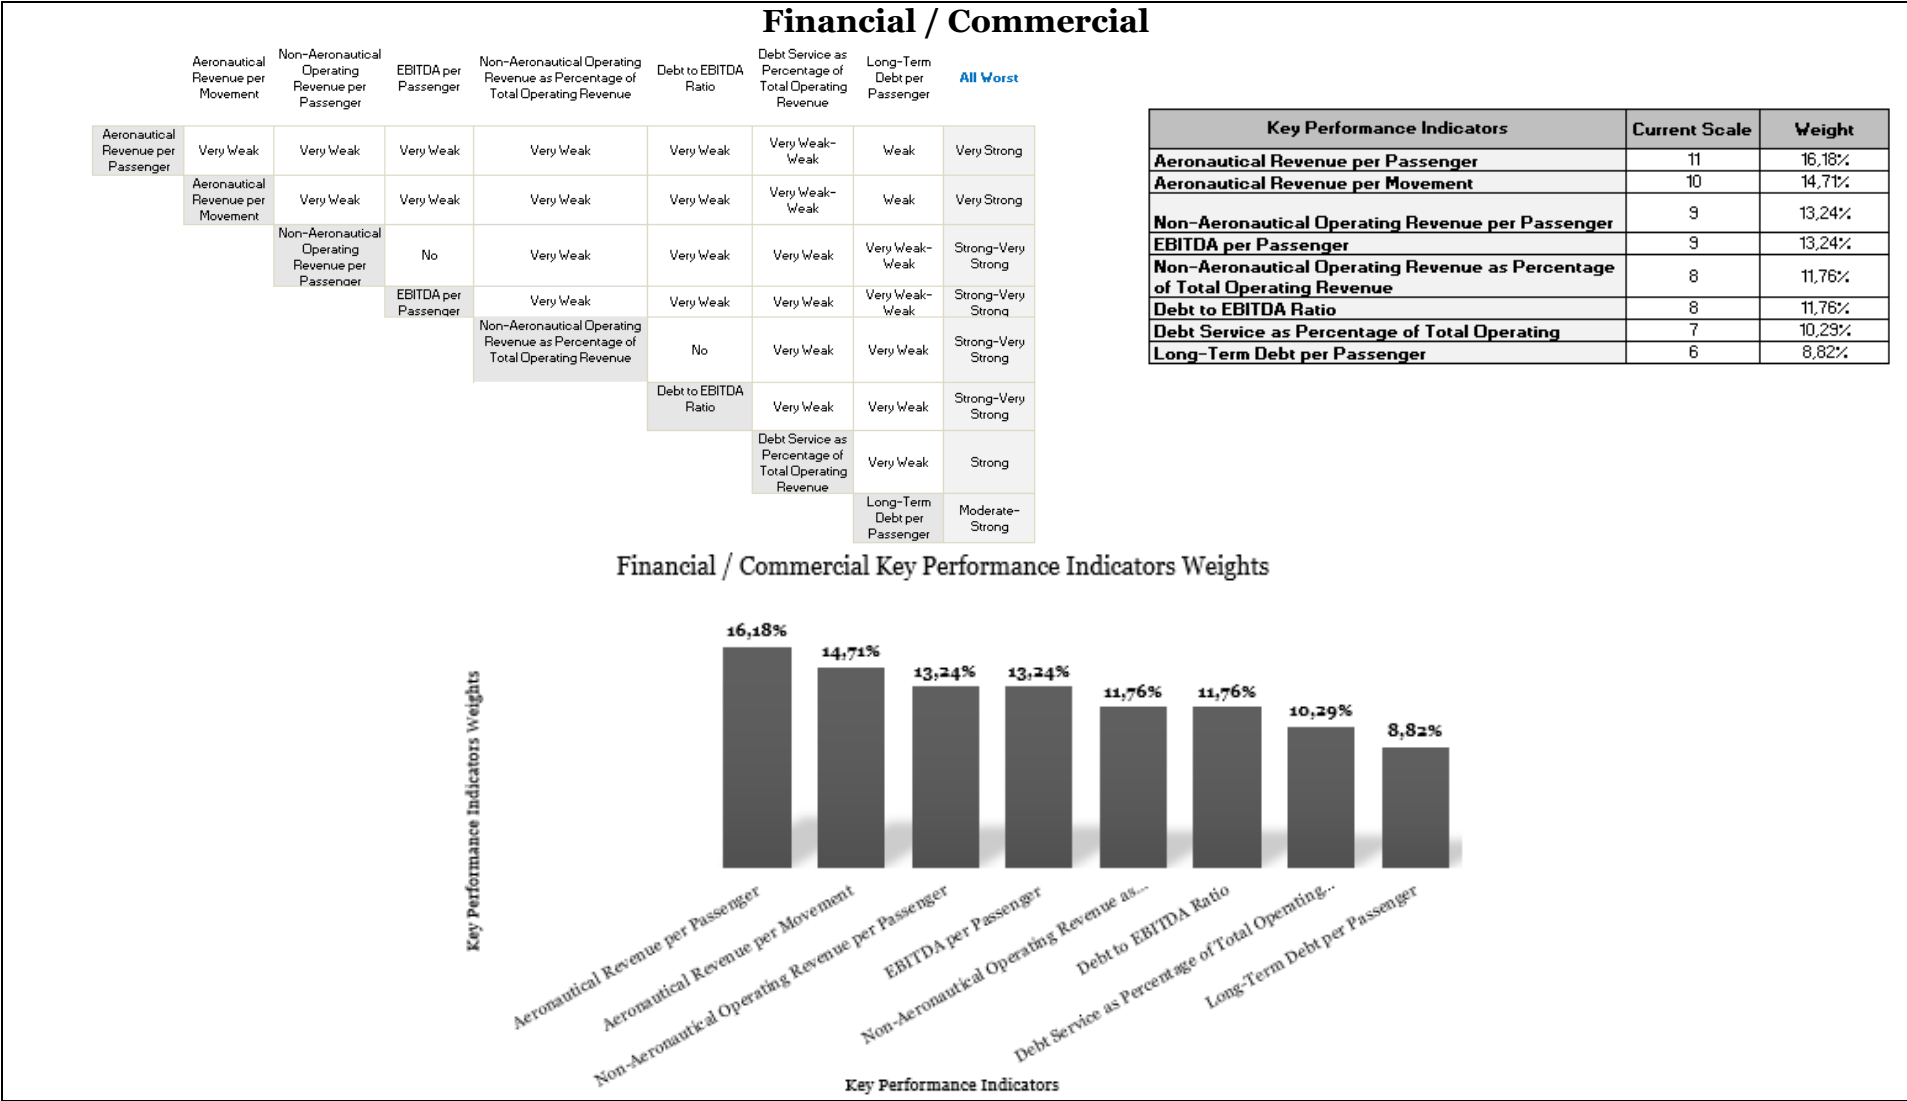 Financial / Commercial
Aeronautical
Revenue per
Movement
Non-Aeronautical
Operating
Revenue per
Passenger
EBITDA per
Passenger
Non-Aeronautical Operating
Revenue as Percentage of
Total Operating Revenue
Debt to EBITDA
Ratio
Debt Service as
Percentage of
Total Operating
Revenue
Long-Term
Debt per
Passenger
All Worst
Aeronautical
Revenue per
Passenger
Very Weak
Very Weak
Very Weak
Very Weak
Very Weak
Very Weak-
Weak
Weak
Very Strong
Aeronautical
Revenue per
Movement
Very Weak
Very Weak
Very Weak
Very Weak
Very Weak-
Weak
Weak
Very Strong
Non-Aeronautical
Operating
Revenue per
Passenger
No
Very Weak
Very Weak
Very Weak
Very Weak-
Weak
Strong-Very
Strong
EBITDA per
Passenger
Very Weak
Very Weak
Very Weak
Very Weak-
Weak
Strong-Very
Strong
Non-Aeronautical Operating
Revenue as Percentage of
Total Operating Revenue
No
Very Weak
Very Weak
Strong-Very
Strong
Debt to EBITDA
Ratio
Very Weak
Very Weak
Strong-Very
Strong
Debt Service as
Percentage of
Total Operating
Revenue
Very Weak
Strong
Long-Term
Debt per
Passenger
Moderate-
Strong
Key Performance Indicators Current Scale Weight
Aeronautical Revenue per Passenger 11 16,18%
Aeronautical Revenue per Movement 10 14,71%
Non-Aeronautical Operating Revenue per Passenger 9 13,24%
EBITDA per Passenger 9 13,24%
Non-Aeronautical Operating Revenue as Percentage
of Total Operating Revenue 8 11,76%
Debt to EBITDA Ratio 8 11,76%
Debt Service as Percentage of Total Operating 7 10,29%
Long-Term Debt per Passenger 6 8,82%
Financial / Commercial Key Performance Indicators Weights
Key Performance Indicators Weights
16,18%
14,71%
13,24%
13,24%
11,76%
11,76%
10,29%
8,82%
Aeronautical Revenue per Passenger
Aeronautical Revenue per Movement
Non-Aeronautical Operating Revenue per Passenger
EBITDA per Passenger
Non-Aeronautical Operating Revenue as...
Debt to EBITDA Ratio
Debt Service as Percentage of Total Operating...
Long-Term Debt per Passenger
Key Performance Indicators